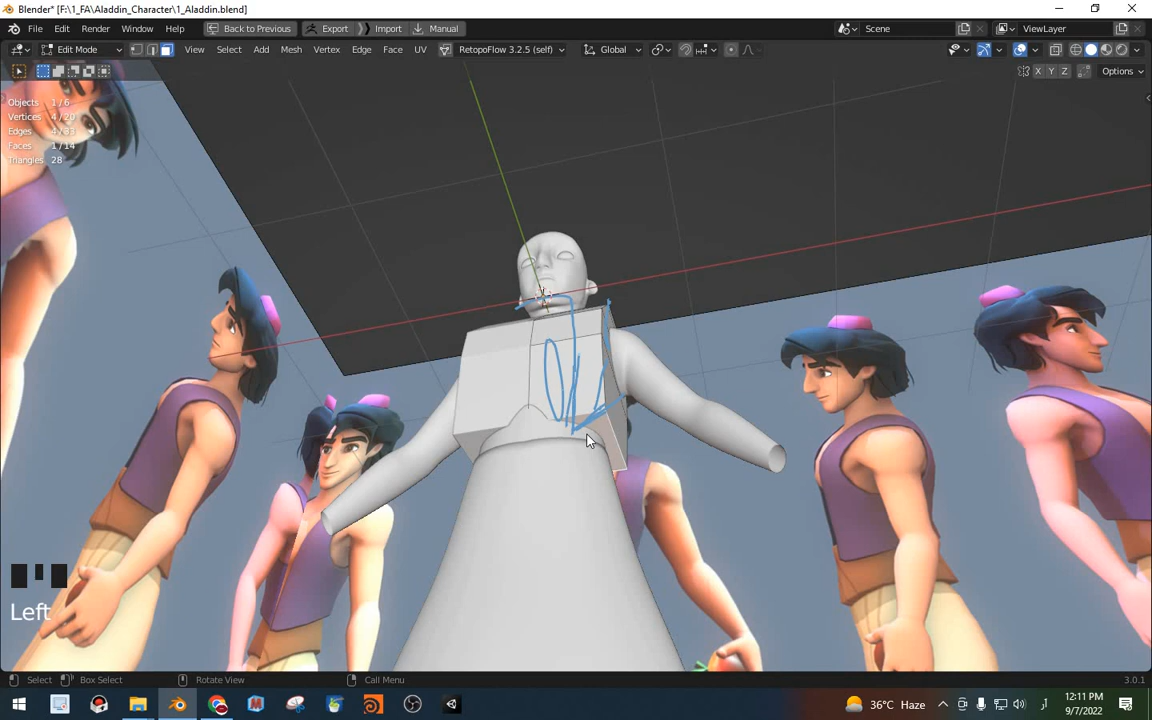 Blender* [F:\1_FA\Aladdin_Character\1_Aladdin.blend]
File Edit Render Window Help Back to Previous Export Import Manual Scene ViewLayer
Edit Mode View Select Add Mesh Vertex Edge Face UV RetopoFlow 3.2.5 (self) Global
X Y Z Options
Objects 1/6
Vertices 4/20
Edges 4/33
Faces 1/14
Triangles 28
Left
Select Box Select Rotate View Call Menu 3.0.1
36°C Haze 12:11 PM
9/7/2022